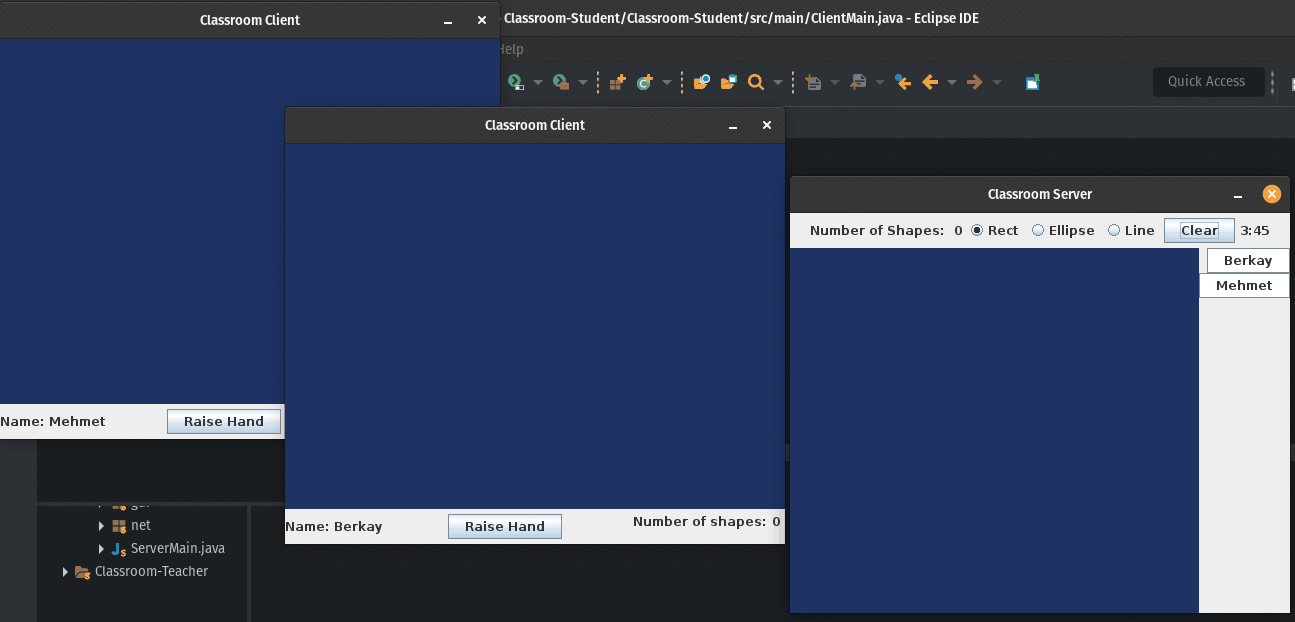 Classroom Client
Classroom-Student/Classroom-Student/src/main/ClientMain.java - Eclipse IDE
Help
Quick Access
Classroom Client
Classroom Server
Number of Shapes: 0 Rect Ellipse Line Clear 3:45
Berkay
Mehmet
Name: Mehmet Raise Hand
Name: Berkay Raise Hand Number of shapes: 0
net
ServerMain.java
Classroom-Teacher